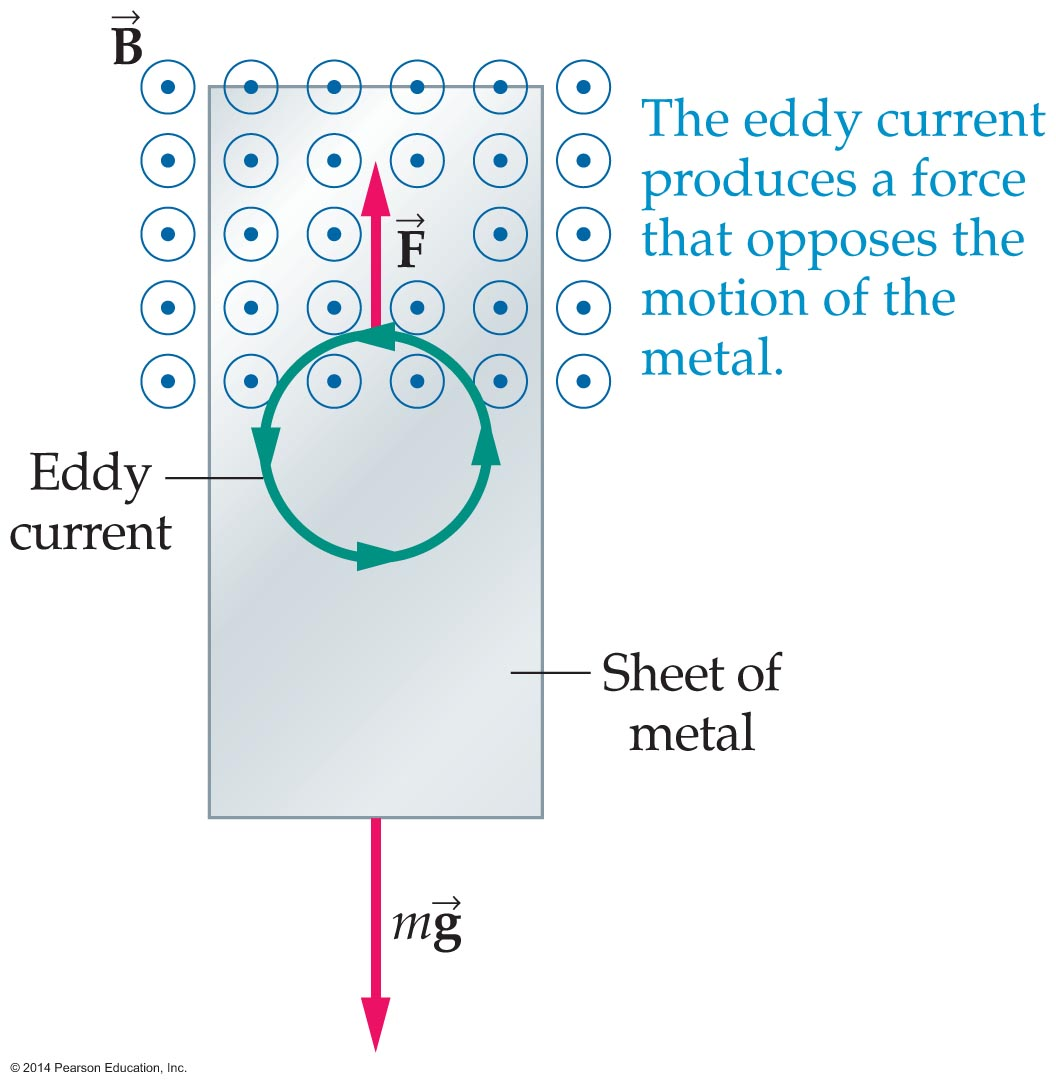 B⃗
The eddy current
produces a force
that opposes the
motion of the
metal.
F⃗
Eddy
current
Sheet of
metal
mg⃗
© 2014 Pearson Education, Inc.